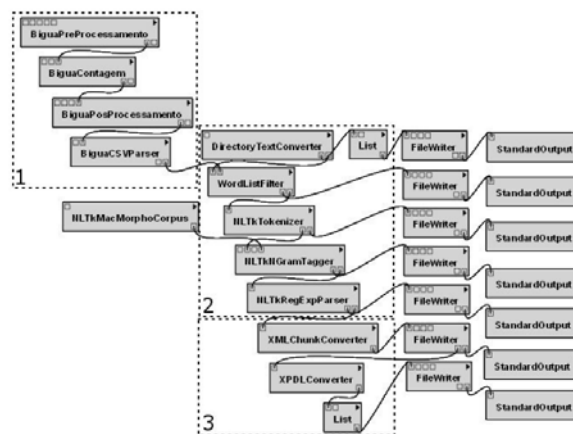 BiguaPreProcessamento
BiguaContagem
BiguaPosProcessamento
BiguaCSVParser
1
DirectoryTextConverter
List
FileWriter
StandardOutput
WordListFilter
FileWriter
StandardOutput
NLTkMacMorphoCorpus
NLTkTokenizer
FileWriter
StandardOutput
NLTkNGramTagger
FileWriter
StandardOutput
NLTkRegExpParser
FileWriter
StandardOutput
2
XMLChunkConverter
FileWriter
StandardOutput
XPDLConverter
FileWriter
StandardOutput
List
3